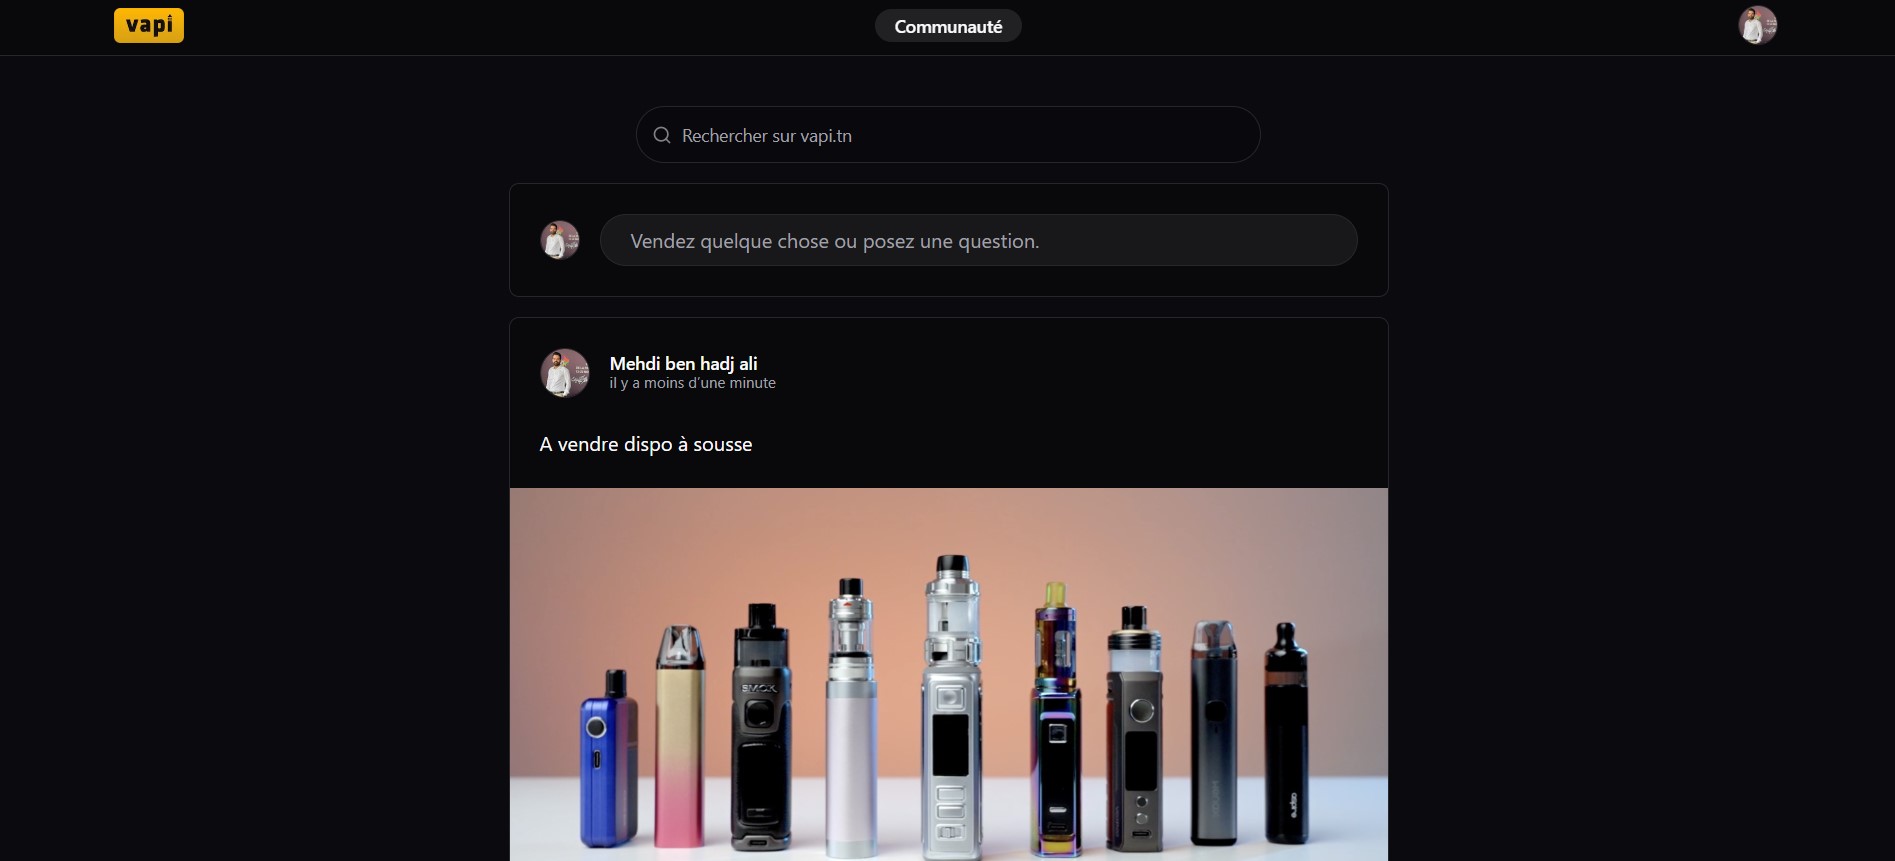 vapi
Communauté
Rechercher sur vapi.tn
Vendez quelque chose ou posez une question.
Mehdi ben hadj ali
il y a moins d'une minute
A vendre dispo à sousse
SMOK